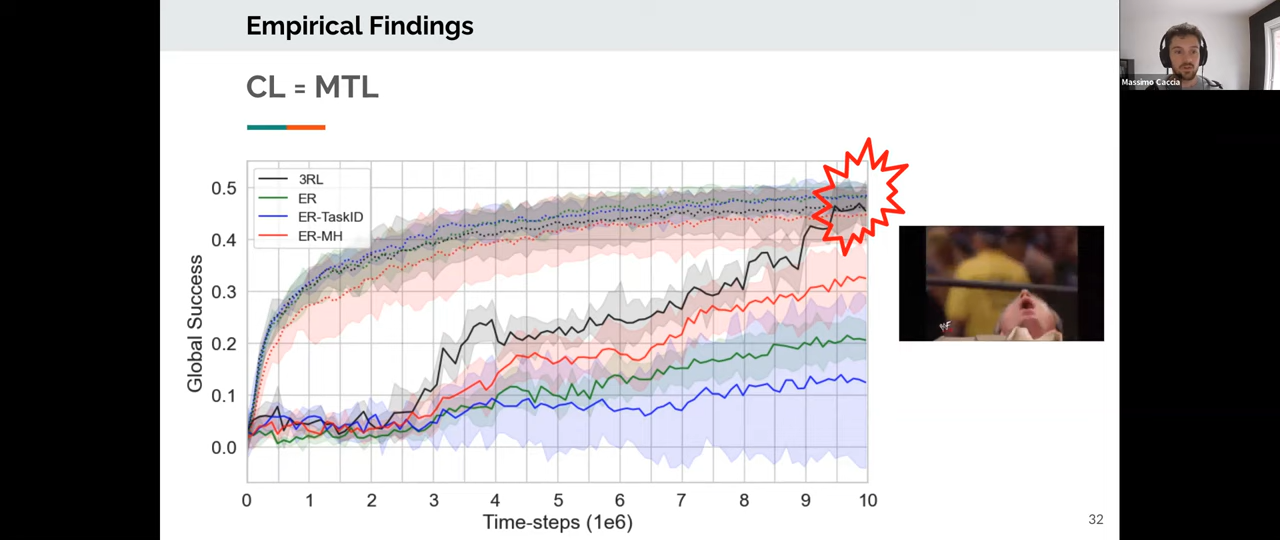 Empirical Findings
CL = MTL
Massimo Caccia
3RL
ER
ER-TaskID
ER-MH
Global Success
0.5
0.4
0.3
0.2
0.1
0.0
0 1 2 3 4 5 6 7 8 9 10
Time-steps (1e6)
32